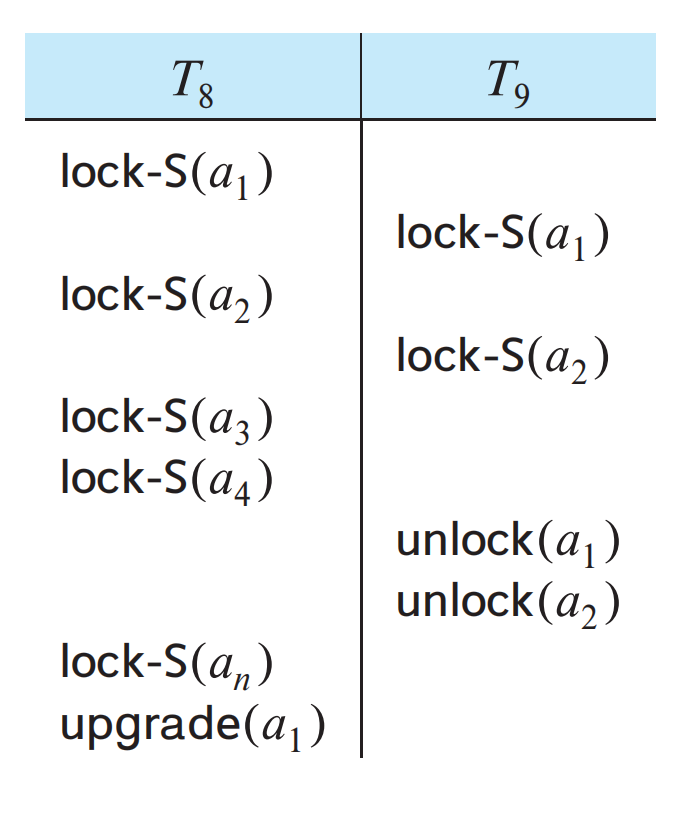 T₈ T₉
lock-S(a₁)
lock-S(a₁)
lock-S(a₂)
lock-S(a₂)
lock-S(a₃)
lock-S(a₄)
unlock(a₁)
unlock(a₂)
lock-S(aₙ)
upgrade(a₁)